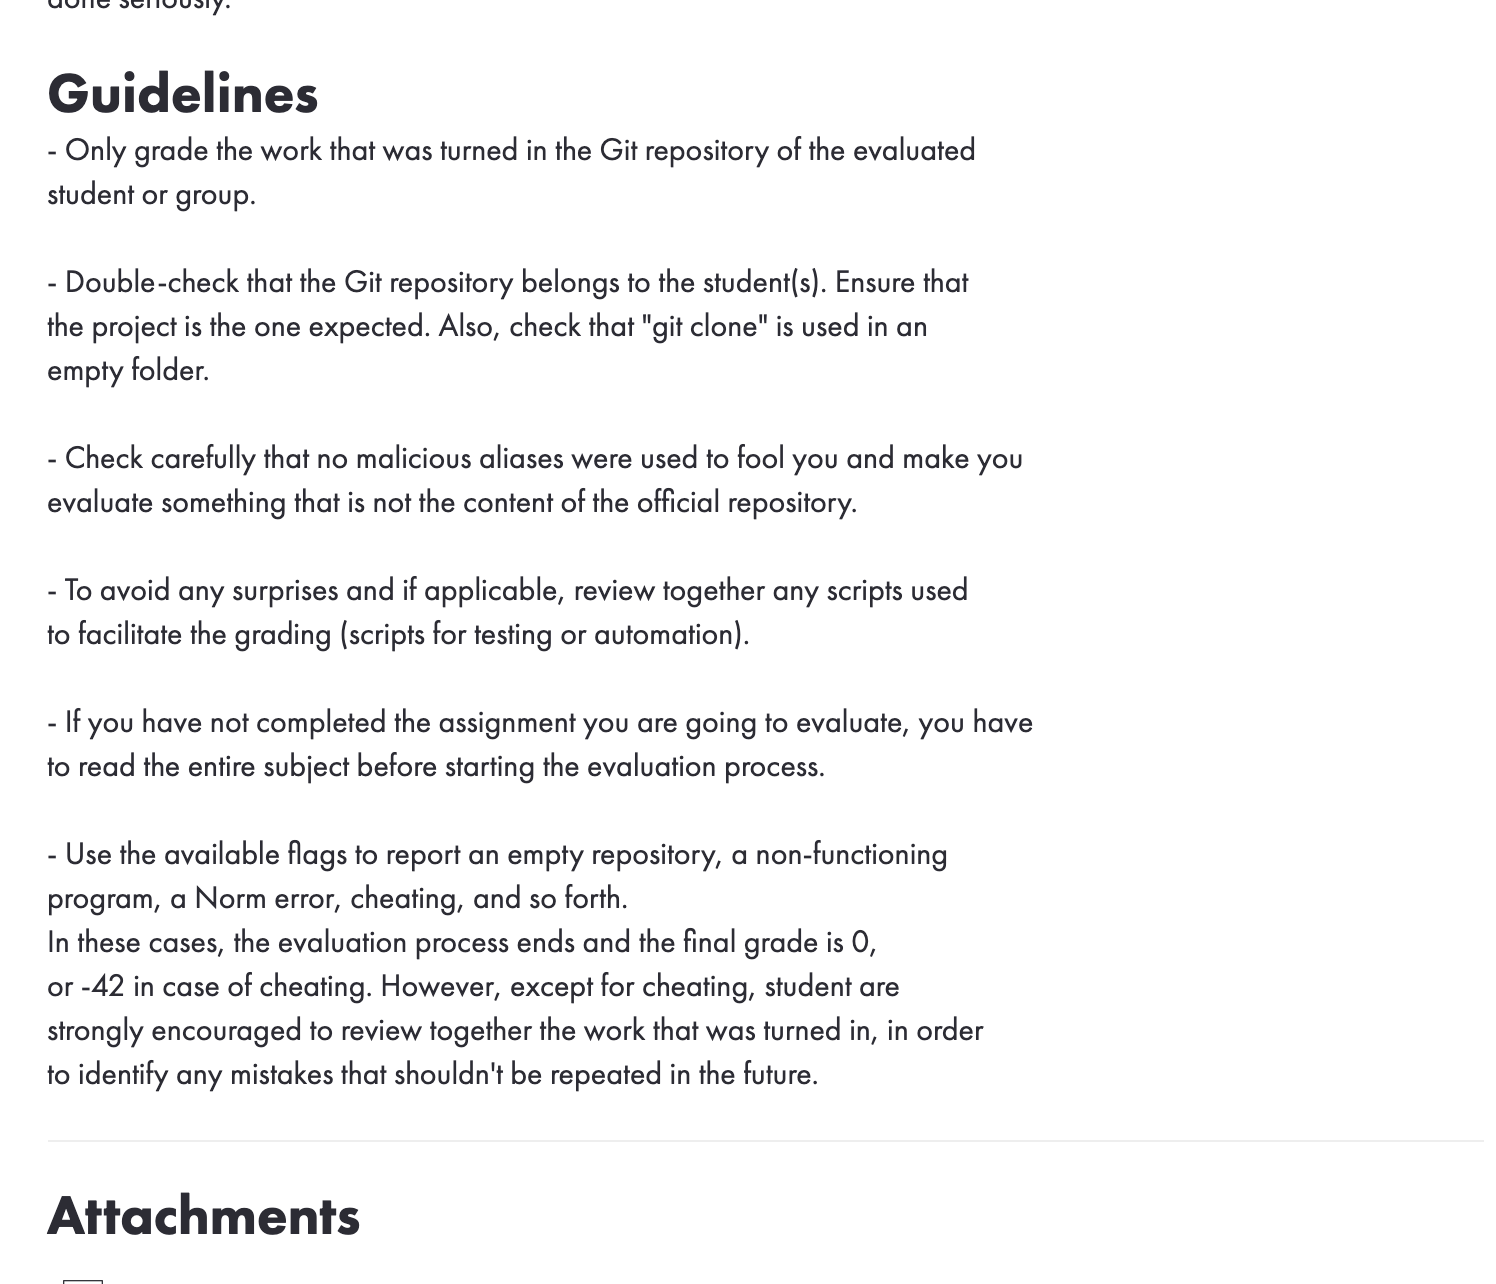 done seriously.
Guidelines
- Only grade the work that was turned in the Git repository of the evaluated
student or group.
- Double-check that the Git repository belongs to the student(s). Ensure that
the project is the one expected. Also, check that "git clone" is used in an
empty folder.
- Check carefully that no malicious aliases were used to fool you and make you
evaluate something that is not the content of the official repository.
- To avoid any surprises and if applicable, review together any scripts used
to facilitate the grading (scripts for testing or automation).
- If you have not completed the assignment you are going to evaluate, you have
to read the entire subject before starting the evaluation process.
- Use the available flags to report an empty repository, a non-functioning
program, a Norm error, cheating, and so forth.
In these cases, the evaluation process ends and the final grade is 0,
or -42 in case of cheating. However, except for cheating, student are
strongly encouraged to review together the work that was turned in, in order
to identify any mistakes that shouldn't be repeated in the future.
Attachments